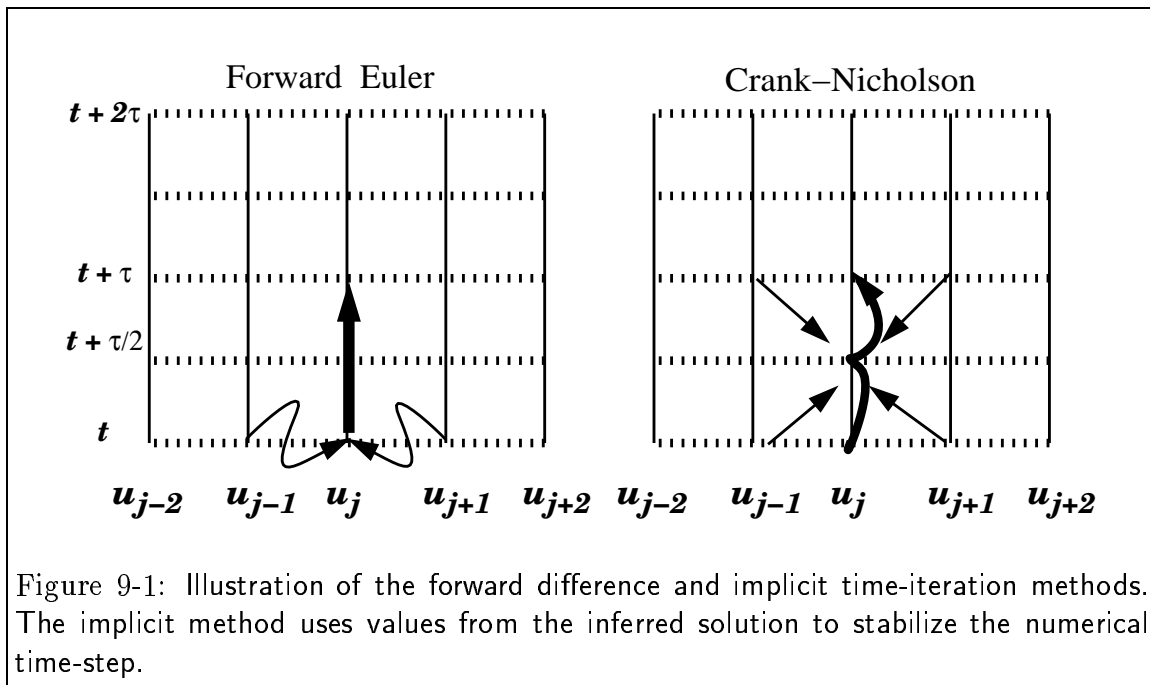 Forward Euler
Crank–Nicholson
t + 2τ
t + τ
t + τ/2
t
u_{j−2} u_{j−1} u_j u_{j+1} u_{j+2} u_{j−2} u_{j−1} u_j u_{j+1} u_{j+2}
Figure 9-1: Illustration of the forward difference and implicit time-iteration methods.
The implicit method uses values from the inferred solution to stabilize the numerical
time-step.